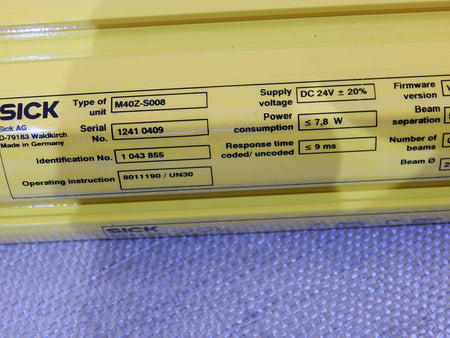 SICK
Sick AG
D-79183 Waldkirch
Made in Germany
Type of unit M40Z-S008
Serial No. 1241 0409
Identification No. 1 043 855
Operating instruction 8011190 / UN30
Supply voltage DC 24V ± 20%
Power consumption ≤ 7,8 W
Response time coded/ uncoded ≤ 9 ms
Firmware version V
Beam separation
Number of beams
Beam Ø 2
SICK